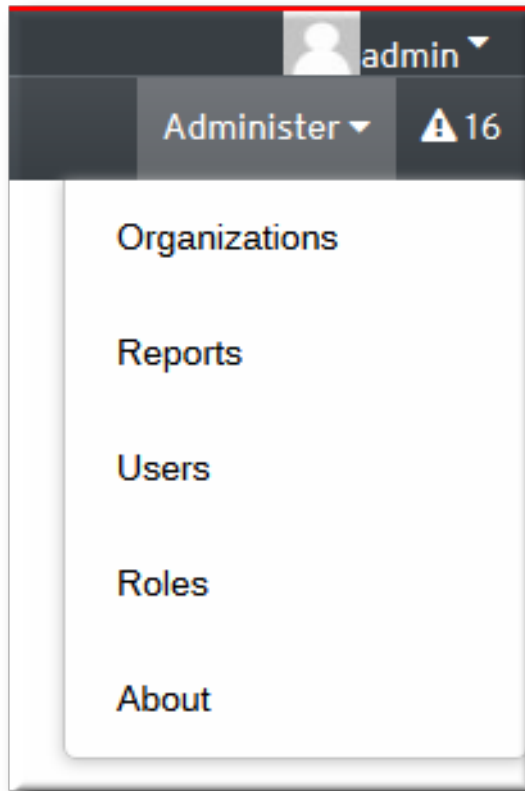 admin
Administer 16
Organizations
Reports
Users
Roles
About